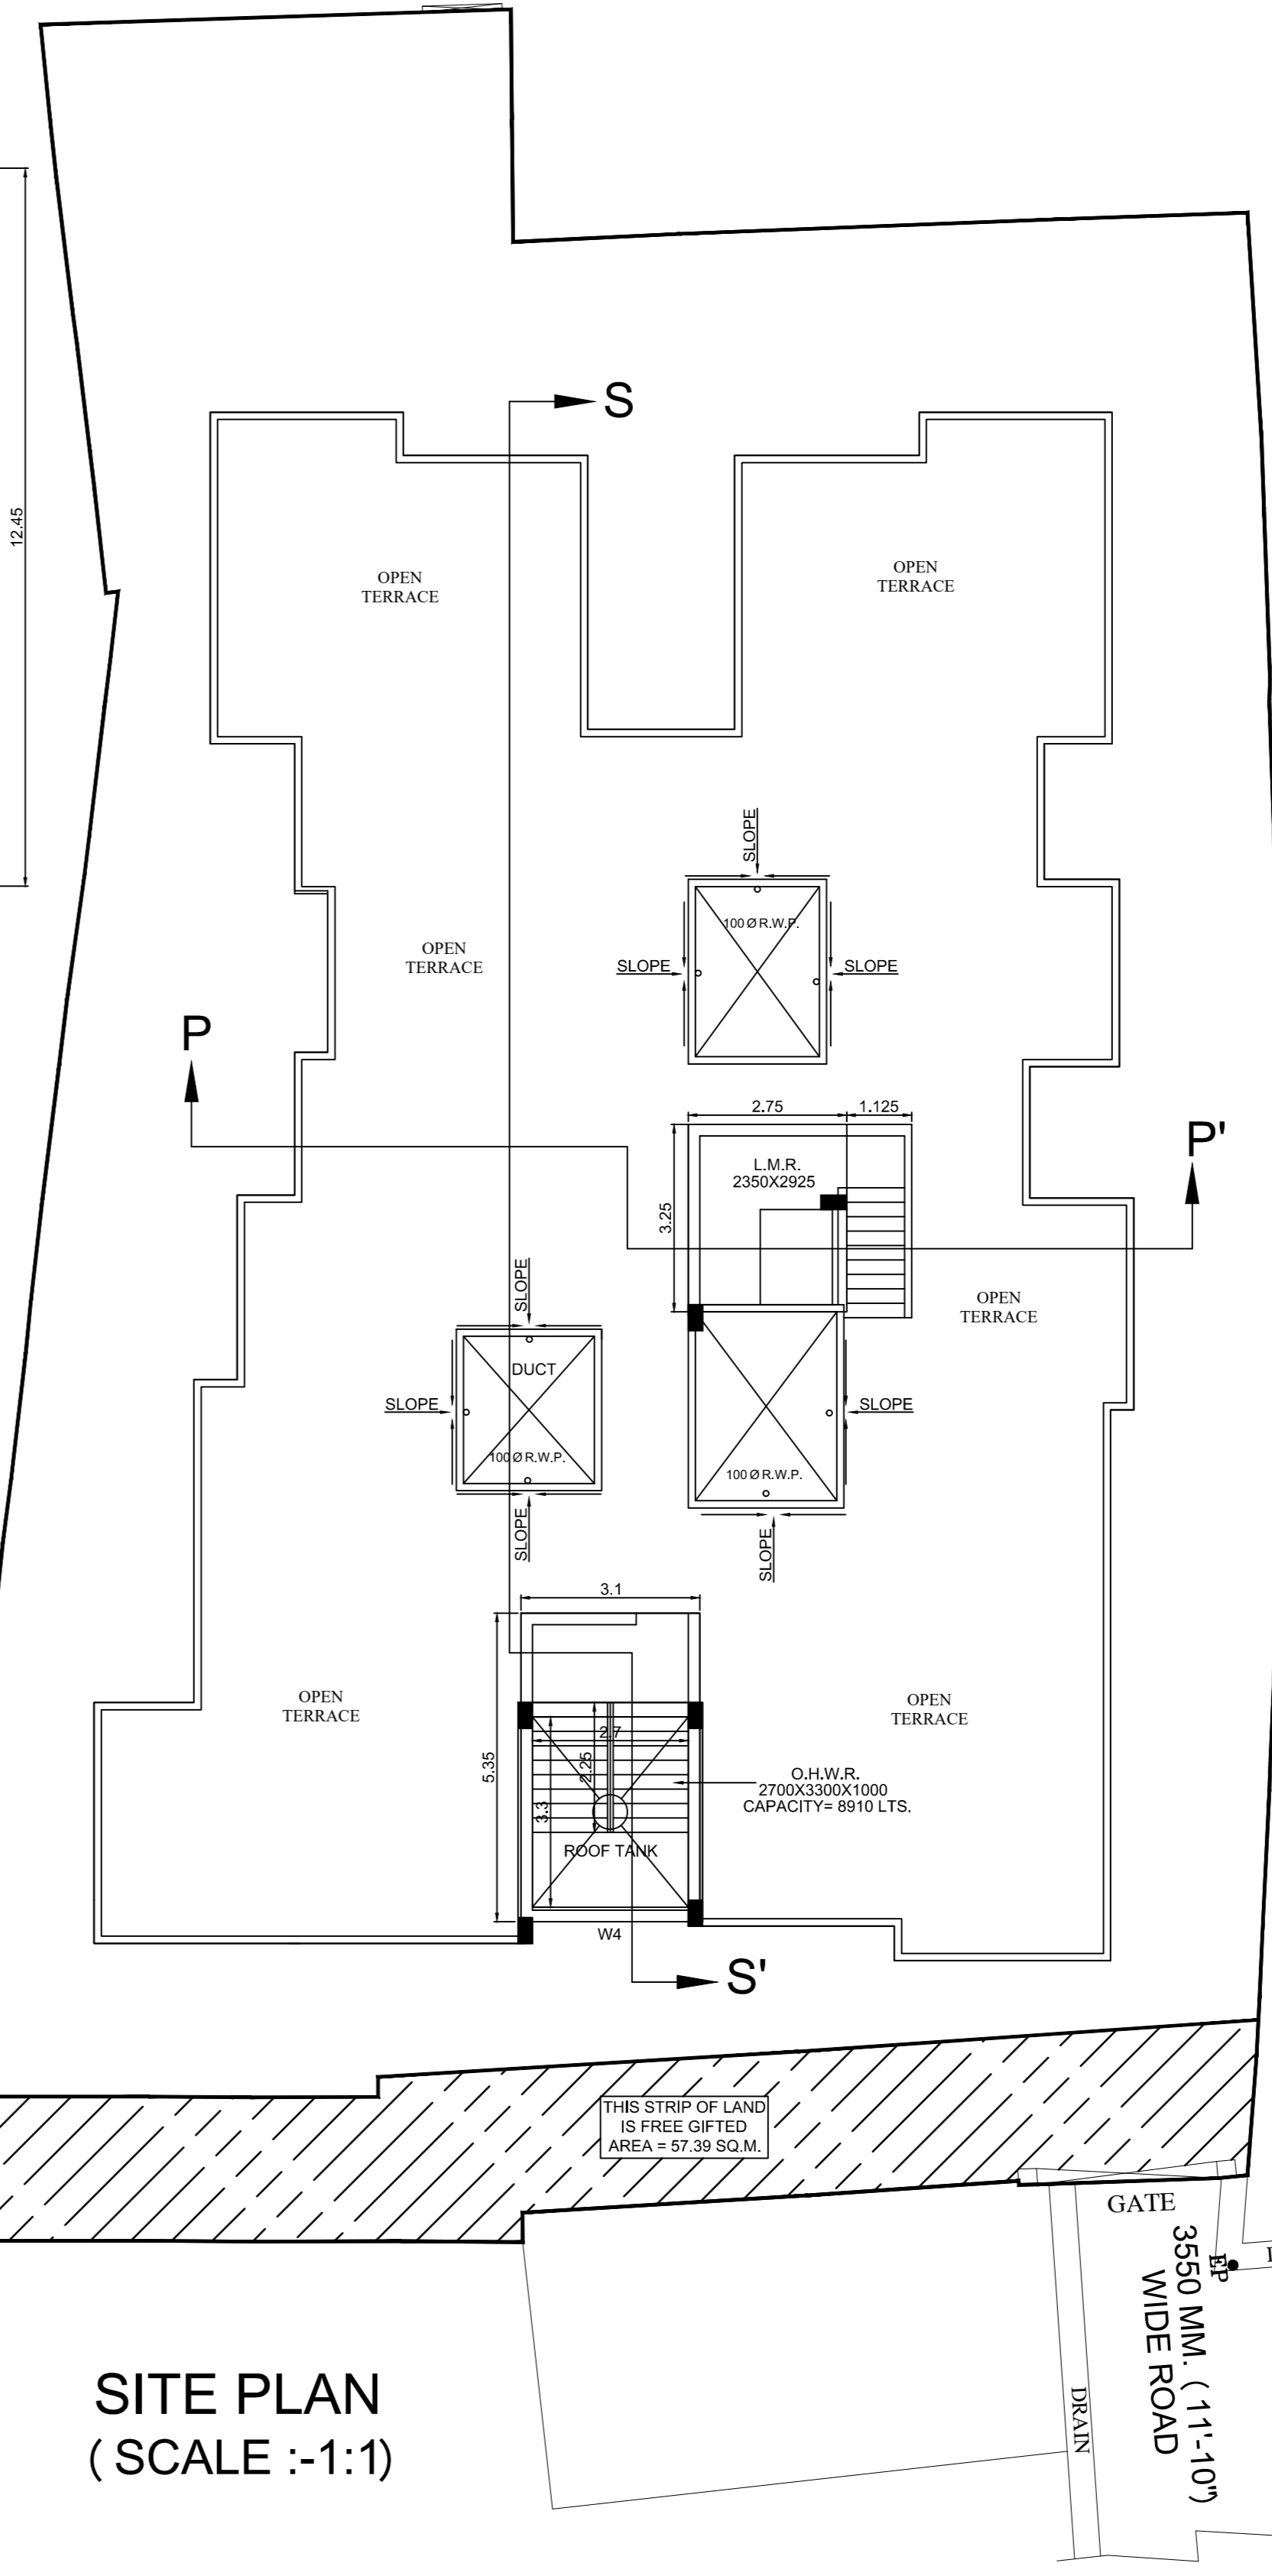 S
12.45
OPEN
TERRACE
OPEN
TERRACE
SLOPE
100 Ø R.W.P.
OPEN
TERRACE
SLOPE
SLOPE
P
2.75
1.125
P'
L.M.R.
2350X2925
3.25
SLOPE
OPEN
TERRACE
DUCT
SLOPE
SLOPE
100 Ø R.W.P.
100 Ø R.W.P.
SLOPE
SLOPE
3.1
OPEN
TERRACE
OPEN
TERRACE
2.7
5.35
2.25
3.3
O.H.W.R.
2700X3300X1000
CAPACITY= 8910 LTS.
ROOF TANK
W4
S'
THIS STRIP OF LAND
IS FREE GIFTED
AREA = 57.39 SQ.M.
GATE
EP
3550 MM. ( 11'-10")
WIDE ROAD
DRAIN
SITE PLAN
( SCALE :-1:1)